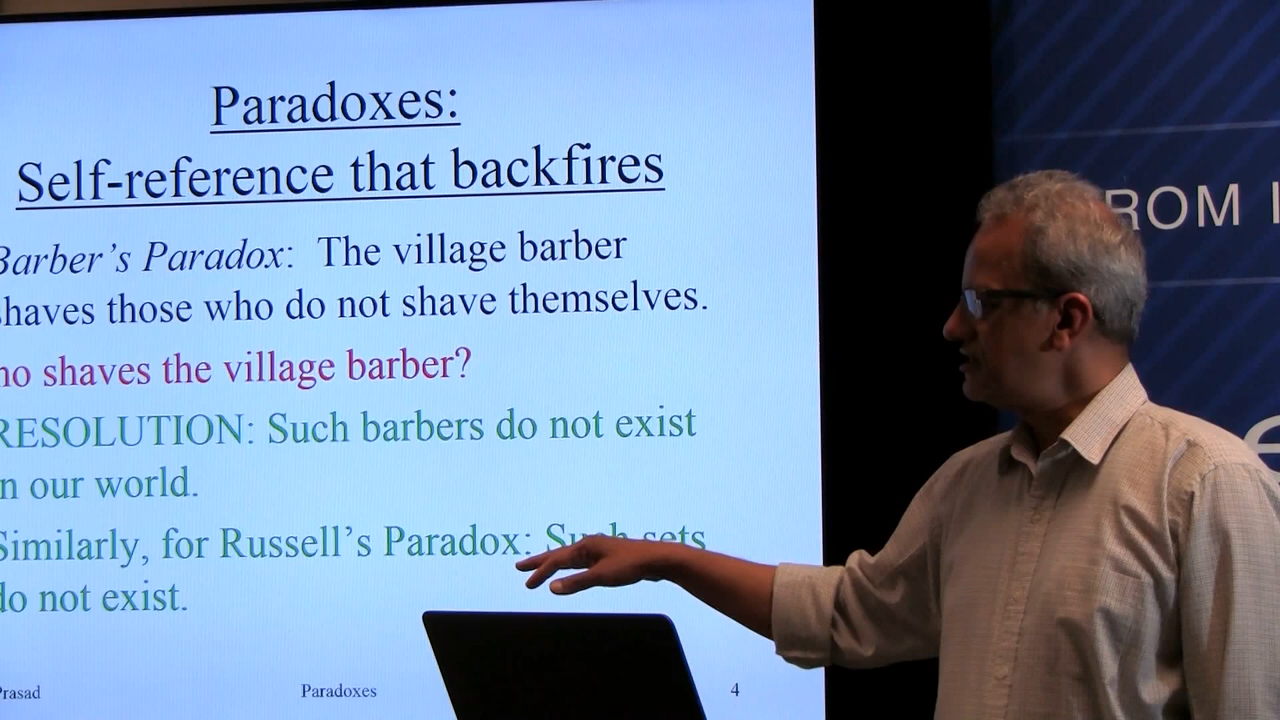 Paradoxes:
Self-reference that backfires
Barber's Paradox: The village barber
shaves those who do not shave themselves.
ho shaves the village barber?
RESOLUTION: Such barbers do not exist
in our world.
Similarly, for Russell's Paradox: Such sets
do not exist.
Prasad
Paradoxes
4
ROM